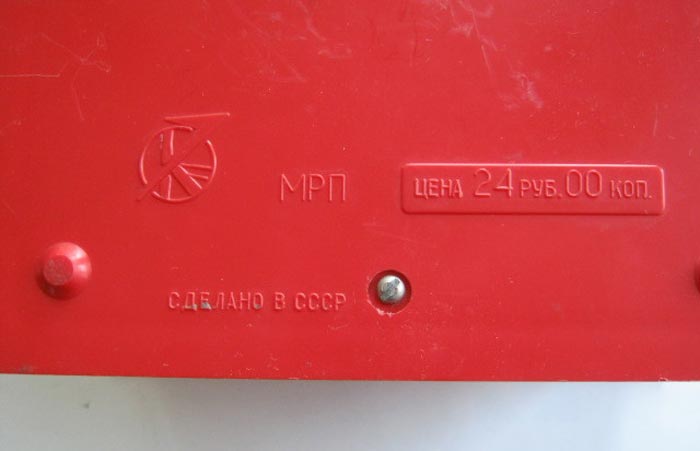 МРП
ЦЕНА 24 РУБ. 00 КОП.
СДЕЛАНО В СССР